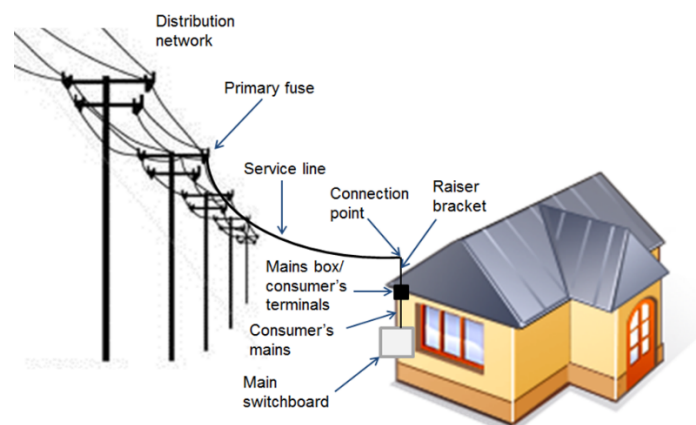 Distribution
network
Primary fuse
Service line
Connection
point
Raiser
bracket
Mains box/
consumer's
terminals
Consumer's
mains
Main
switchboard